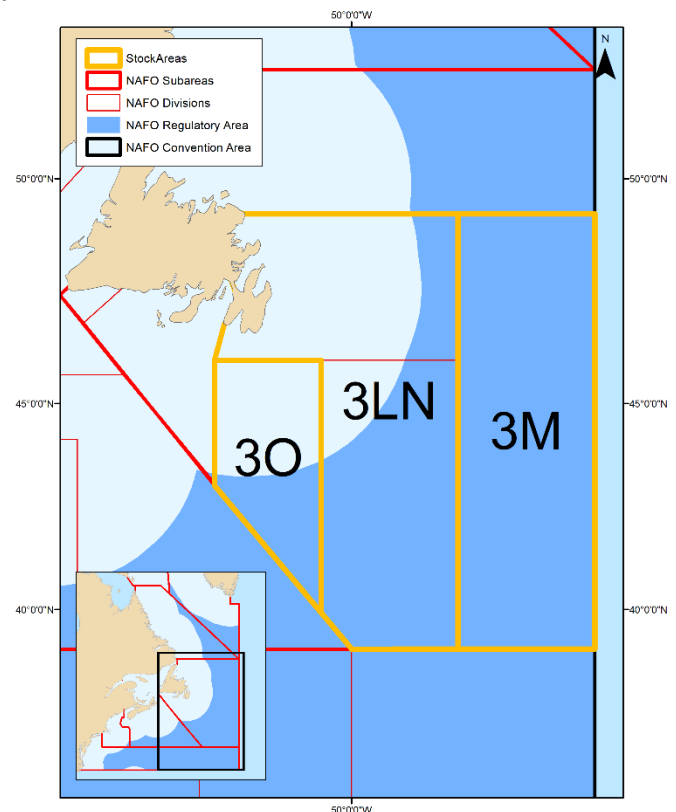 50°0'0"W
StockAreas
NAFO Subareas
NAFO Divisions
NAFO Regulatory Area
NAFO Convention Area
N
50°0'0"N
50°0'0"N
45°0'0"N
3LN
3M
3O
45°0'0"N
40°0'0"N
40°0'0"N
50°0'0"W